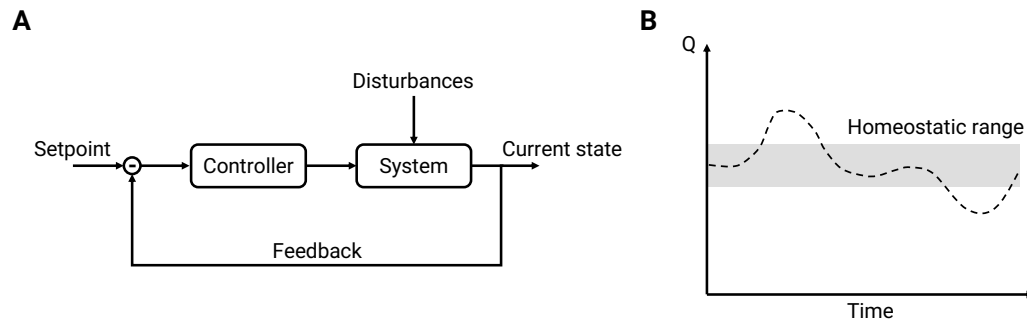 A
Disturbances
Setpoint
-
Controller
System
Current state
Feedback
B
Q
Homeostatic range
Time